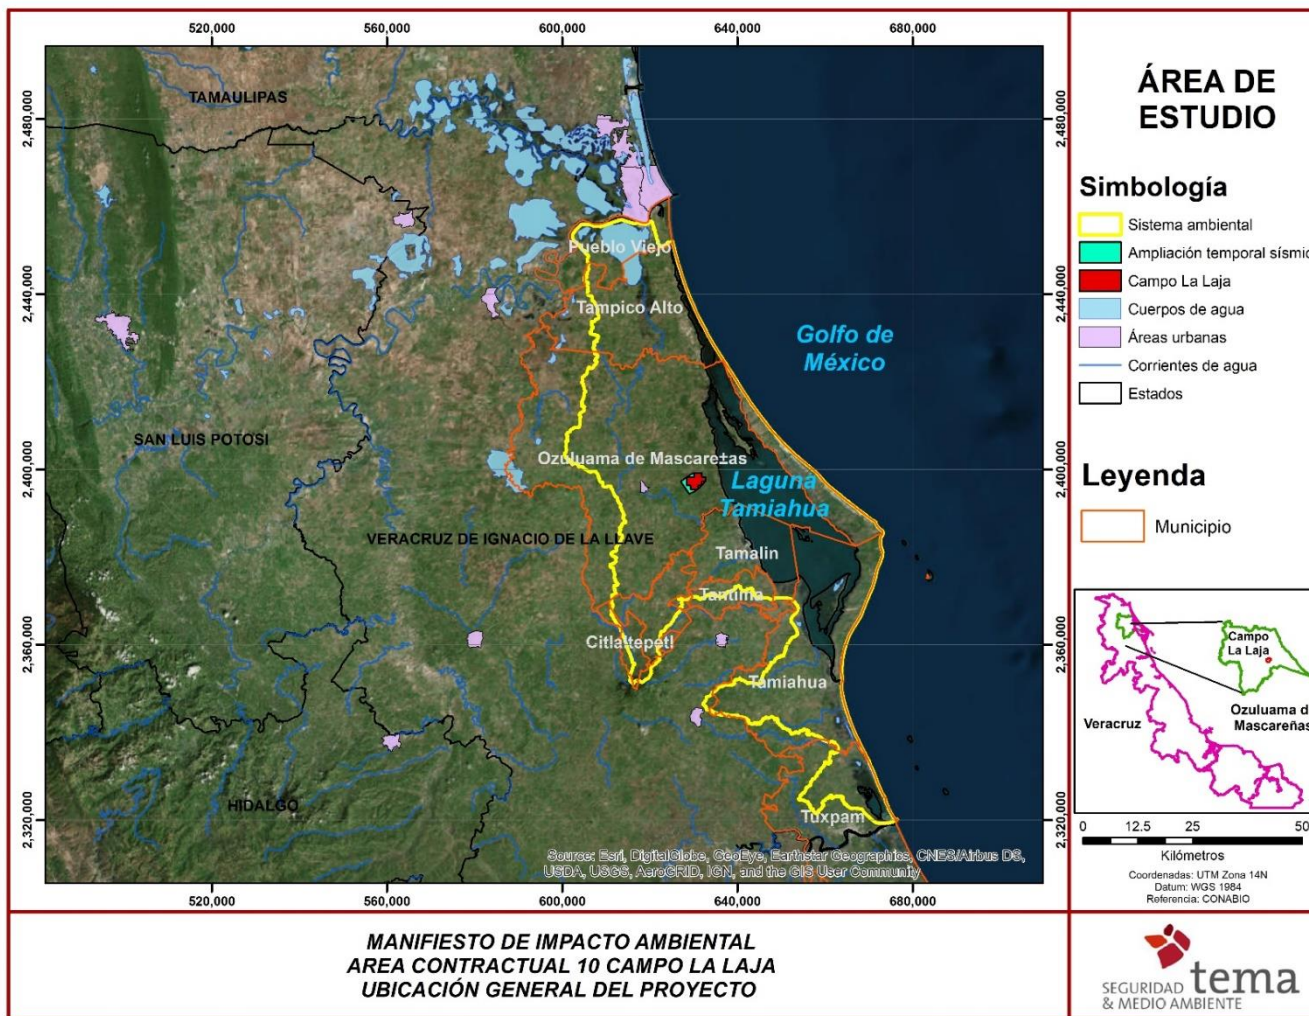 520,000
560,000
600,000
640,000
680,000
2,480,000
2,440,000
2,400,000
2,360,000
2,320,000
TAMAULIPAS
Pueblo Viejo
Tampico Alto
Golfo de
México
SAN LUIS POTOSI
Ozuluama de Mascare±as
Laguna
Tamiahua
VERACRUZ DE IGNACIO DE LA LLAVE
Tamalin
Tantima
Citlaltepetl
Tamiahua
HIDALGO
Tuxpam
Source: Esri, DigitalGlobe, GeoEye, Earthstar Geographics, CNES/Airbus DS,
USDA, USGS, AeroGRID, IGN, and the GIS User Community
2,480,000
2,440,000
2,400,000
2,360,000
2,320,000
520,000
560,000
600,000
640,000
680,000
ÁREA DE
ESTUDIO
Simbología
Sistema ambiental
Ampliación temporal sísmic
Campo La Laja
Cuerpos de agua
Áreas urbanas
Corrientes de agua
Estados
Leyenda
Municipio
Campo
La Laja
Veracruz
Ozuluama d
Mascareñas
0 12.5 25 50
Kilómetros
Coordenadas: UTM Zona 14N
Datum: WGS 1984
Referencia: CONABIO
MANIFIESTO DE IMPACTO AMBIENTAL
AREA CONTRACTUAL 10 CAMPO LA LAJA
UBICACIÓN GENERAL DEL PROYECTO
tema
SEGURIDAD
& MEDIO AMBIENTE